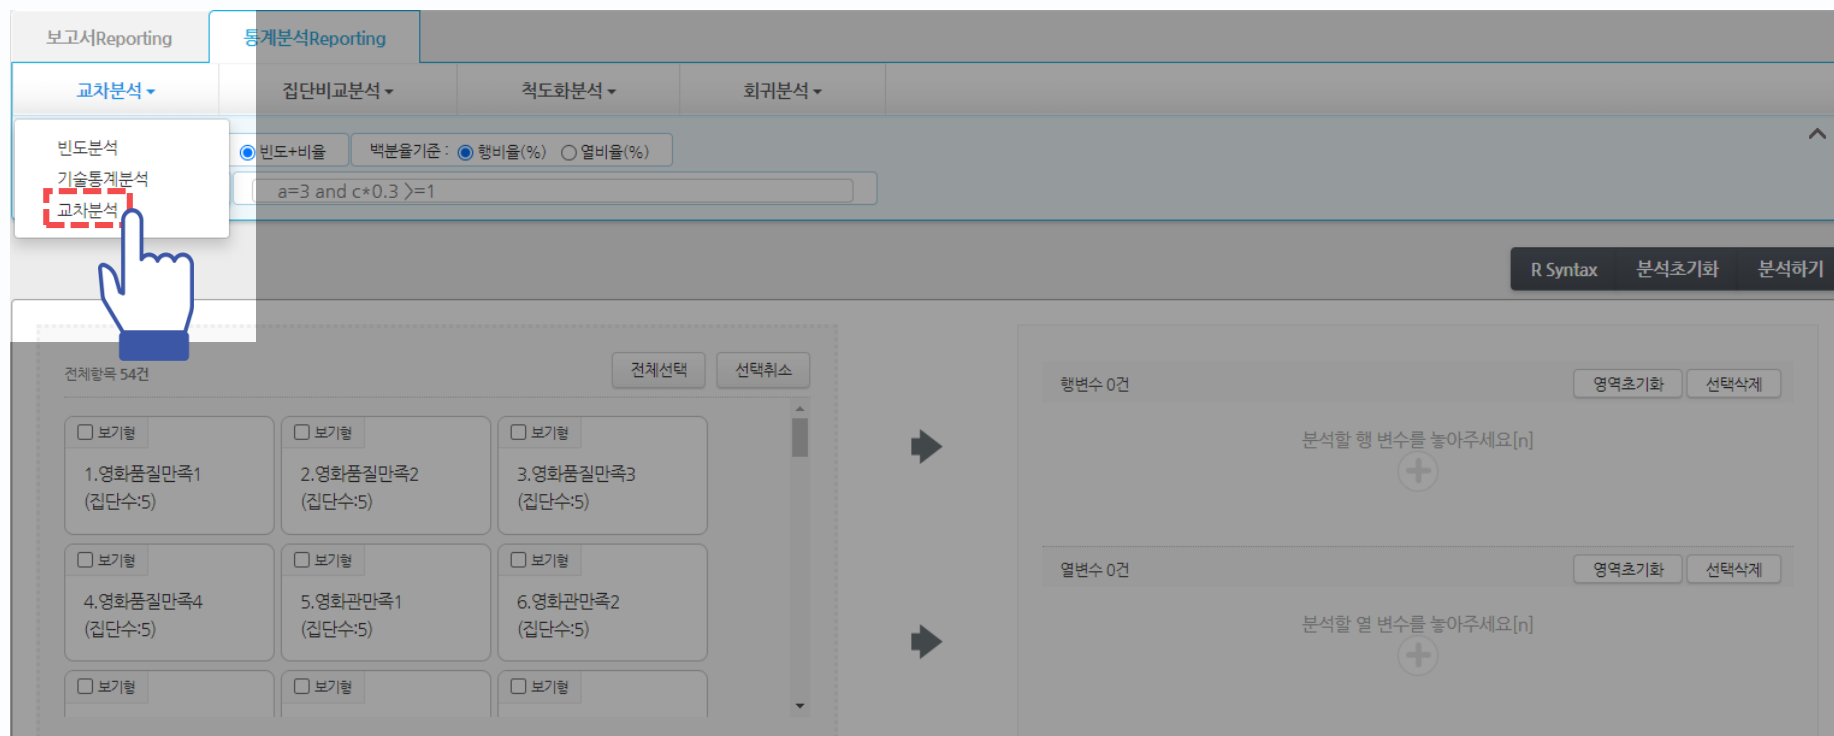 보고서Reporting
통계분석Reporting
교차분석
집단비교분석
척도화분석
회귀분석
빈도분석
기술통계분석
교차분석
빈도+비율
백분율기준 : 행비율(%) 열비율(%)
a=3 and c*0.3 >=1
R Syntax
분석초기화
분석하기
전체항목 54건
전체선택
선택취소
보기형
1.영화품질만족1
(집단수:5)
보기형
2.영화품질만족2
(집단수:5)
보기형
3.영화품질만족3
(집단수:5)
보기형
4.영화품질만족4
(집단수:5)
보기형
5.영화관만족1
(집단수:5)
보기형
6.영화관만족2
(집단수:5)
보기형
보기형
보기형
행변수 0건
영역초기화
선택삭제
분석할 행 변수를 놓아주세요[n]
열변수 0건
영역초기화
선택삭제
분석할 열 변수를 놓아주세요[n]